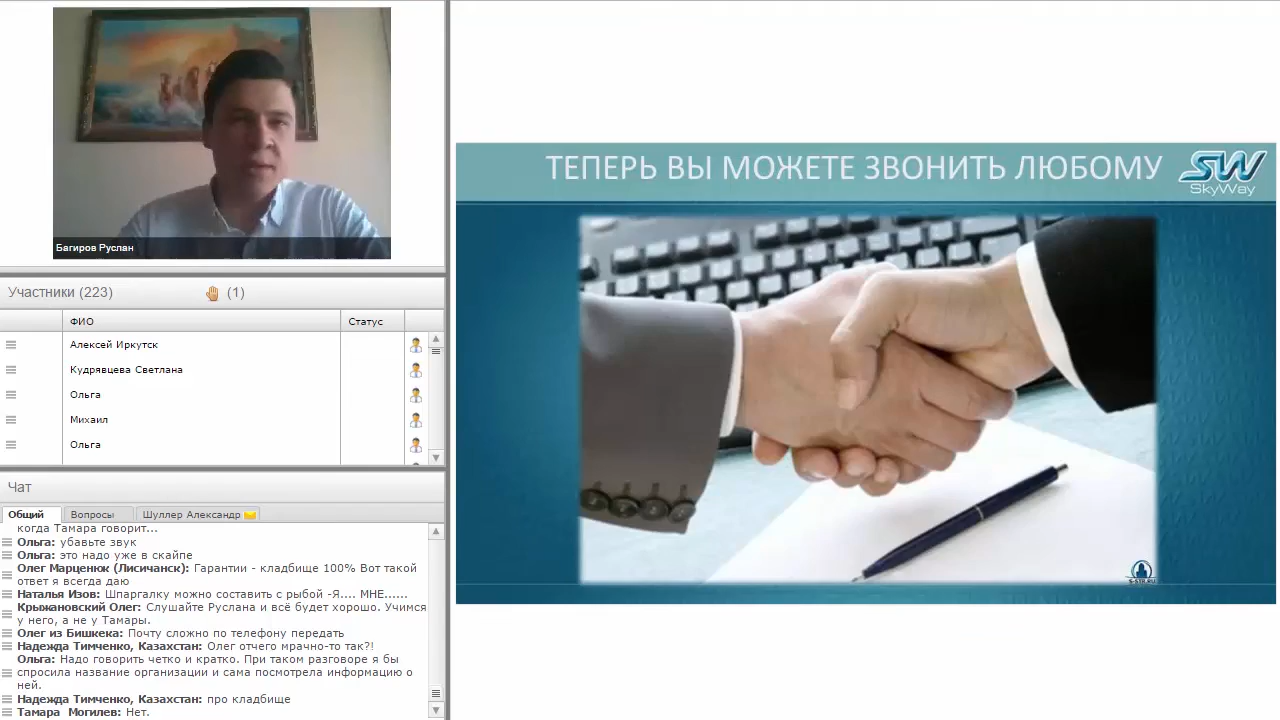 Багиров Руслан
Участники (223)
(1)
ФИО
Статус
Алексей Иркутск
Кудрявцева Светлана
Ольга
Михаил
Ольга
Чат
Общий
Вопросы
Шуллер Александр
когда Тамара говорит...
Ольга: убавьте звук
Ольга: это надо уже в скайпе
Олег Марценюк (Лисичанск): Гарантии - кладбище 100% Вот такой
ответ я всегда даю
Наталья Изов: Шпаргалку можно составить с рыбой -Я.... МНЕ......
Крыжановский Олег: Слушайте Руслана и всё будет хорошо. Учимся
у него, а не у Тамары.
Олег из Бишкека: Почту сложно по телефону передать
Надежда Тимченко, Казахстан: Олег отчего мрачно-то так?!
Ольга: Надо говорить четко и кратко. При таком разговоре я бы
спросила название организации и сама посмотрела информацию о
ней.
Надежда Тимченко, Казахстан: про кладбище
Тамара Могилев: Нет.
ТЕПЕРЬ ВЫ МОЖЕТЕ ЗВОНИТЬ ЛЮБОМУ
SW
SkyWay